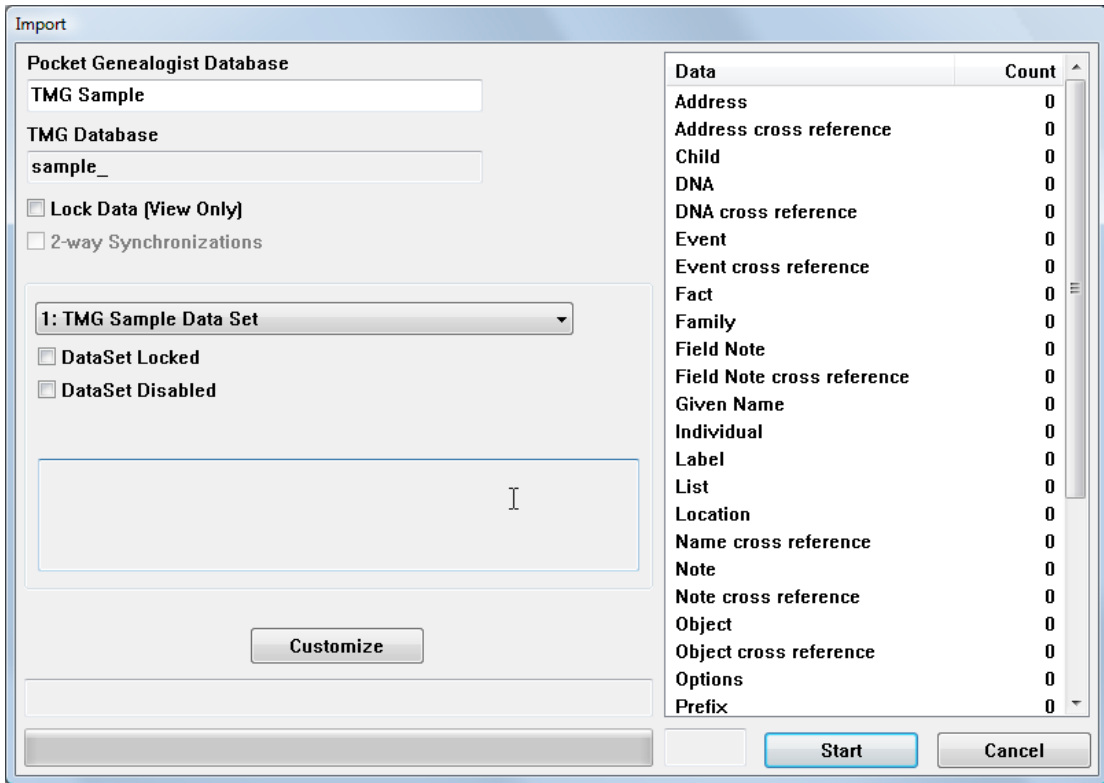 Import
Pocket Genealogist Database
TMG Sample
TMG Database
sample_
Lock Data (View Only)
2-way Synchronizations
1: TMG Sample Data Set
DataSet Locked
DataSet Disabled
Customize
Data Count
Address 0
Address cross reference 0
Child 0
DNA 0
DNA cross reference 0
Event 0
Event cross reference 0
Fact 0
Family 0
Field Note 0
Field Note cross reference 0
Given Name 0
Individual 0
Label 0
List 0
Location 0
Name cross reference 0
Note 0
Note cross reference 0
Object 0
Object cross reference 0
Options 0
Prefix 0
Start Cancel